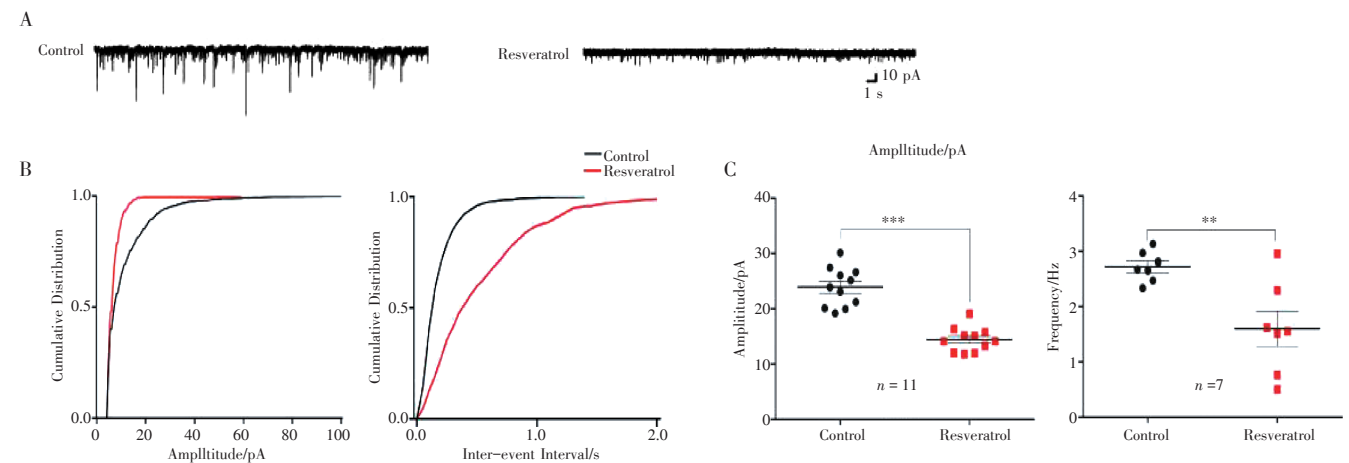 A
Control
Resveratrol
10 pA
1 s
B
Control
Resveratrol
1.0
0.5
0.0
Cumulative Distribution
0 20 40 60 80 100
Amplltitude/pA
1.0
0.5
0.0
Cumulative Distribution
0.0 1.0 2.0
Inter-event Interval/s
C
Amplltitude/pA
40
30
20
10
0
Amplititude/pA
***
n = 11
Control Resveratrol
4
3
2
1
0
Frequency/Hz
**
n =7
Control Resveratrol